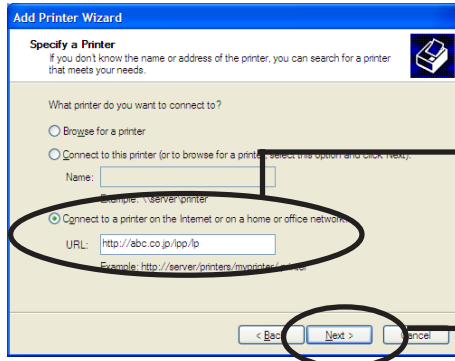 Add Printer Wizard
Specify a Printer
If you don't know the name or address of the printer, you can search for a printer
that meets your needs.
What printer do you want to connect to?
Browse for a printer
Connect to this printer (or to browse for a printer, select this option and click Next):
Name:
Example: \\server\printer
Connect to a printer on the Internet or on a home or office network:
URL: http://abc.co.jp/ipp/lp
Example: http://server/printers/myprinter/.printer
< Back Next > Cancel